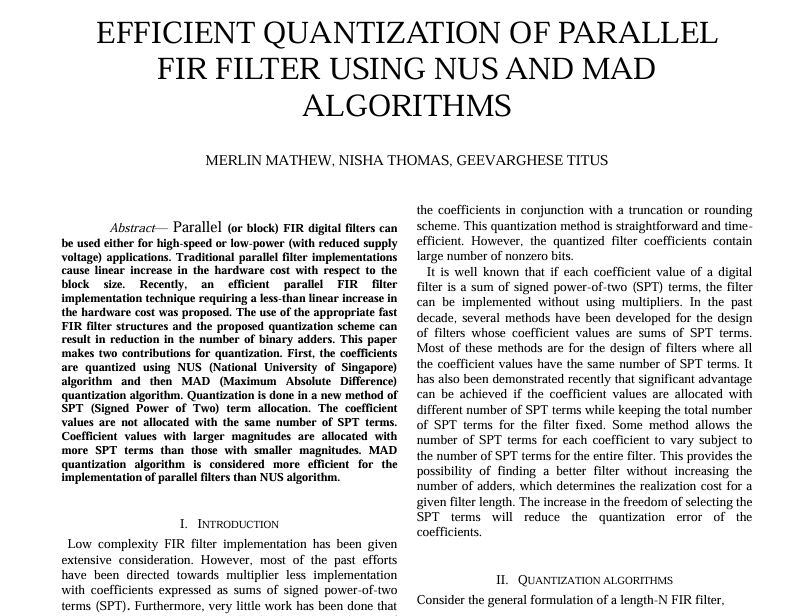 EFFICIENT QUANTIZATION OF PARALLEL
FIR FILTER USING NUS AND MAD
ALGORITHMS
MERLIN MATHEW, NISHA THOMAS, GEEVARGHESE TITUS
Abstract— Parallel (or block) FIR digital filters can
be used either for high-speed or low-power (with reduced supply
voltage) applications. Traditional parallel filter implementations
cause linear increase in the hardware cost with respect to the
block size. Recently, an efficient parallel FIR filter
implementation technique requiring a less-than linear increase in
the hardware cost was proposed. The use of the appropriate fast
FIR filter structures and the proposed quantization scheme can
result in reduction in the number of binary adders. This paper
makes two contributions for quantization. First, the coefficients
are quantized using NUS (National University of Singapore)
algorithm and then MAD (Maximum Absolute Difference)
quantization algorithm. Quantization is done in a new method of
SPT (Signed Power of Two) term allocation. The coefficient
values are not allocated with the same number of SPT terms.
Coefficient values with larger magnitudes are allocated with
more SPT terms than those with smaller magnitudes. MAD
quantization algorithm is considered more efficient for the
implementation of parallel filters than NUS algorithm.
I. INTRODUCTION
Low complexity FIR filter implementation has been given
extensive consideration. However, most of the past efforts
have been directed towards multiplier less implementation
with coefficients expressed as sums of signed power-of-two
terms (SPT). Furthermore, very little work has been done that
the coefficients in conjunction with a truncation or rounding
scheme. This quantization method is straightforward and time-
efficient. However, the quantized filter coefficients contain
large number of nonzero bits.
It is well known that if each coefficient value of a digital
filter is a sum of signed power-of-two (SPT) terms, the filter
can be implemented without using multipliers. In the past
decade, several methods have been developed for the design
of filters whose coefficient values are sums of SPT terms.
Most of these methods are for the design of filters where all
the coefficient values have the same number of SPT terms. It
has also been demonstrated recently that significant advantage
can be achieved if the coefficient values are allocated with
different number of SPT terms while keeping the total number
of SPT terms for the filter fixed. Some method allows the
number of SPT terms for each coefficient to vary subject to
the number of SPT terms for the entire filter. This provides the
possibility of finding a better filter without increasing the
number of adders, which determines the realization cost for a
given filter length. The increase in the freedom of selecting the
SPT terms will reduce the quantization error of the
coefficients.
II. QUANTIZATION ALGORITHMS
Consider the general formulation of a length-N FIR filter,